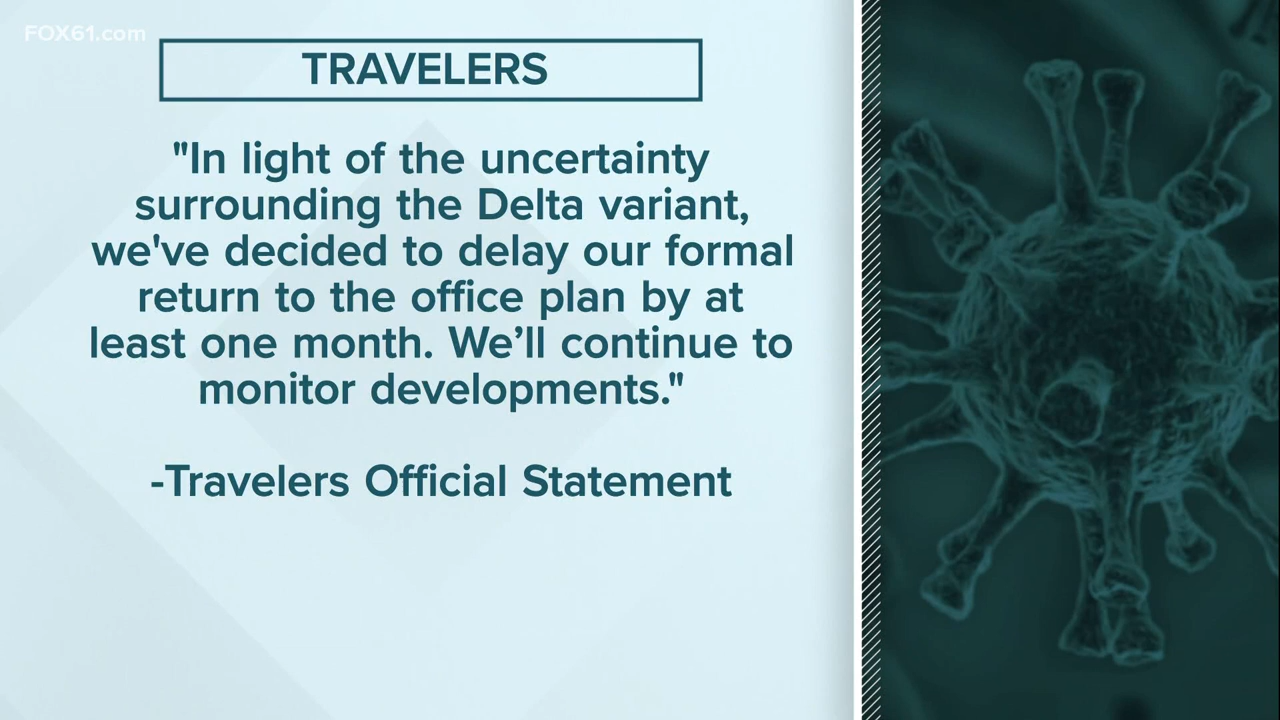 FOX61.com
TRAVELERS
"In light of the uncertainty
surrounding the Delta variant,
we've decided to delay our formal
return to the office plan by at
least one month. We’ll continue to
monitor developments."
-Travelers Official Statement